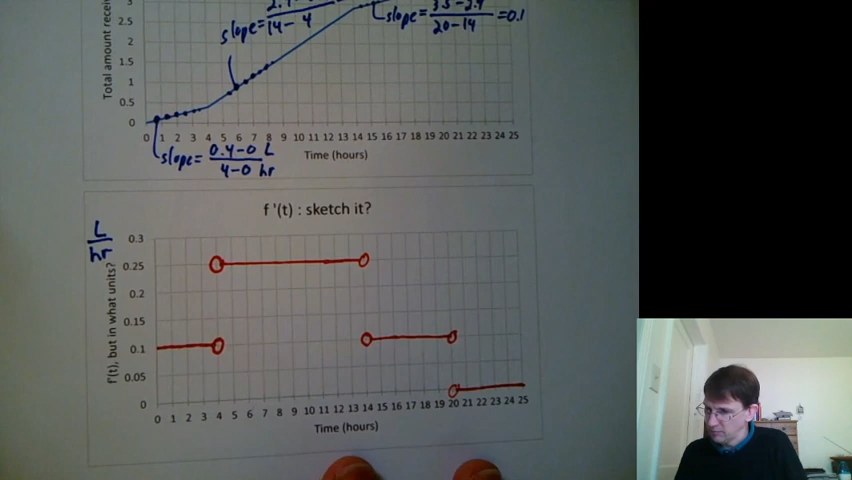 3
2.5
2
1.5
1
0.5
0
Total amount recei
slope=
14-4
slope= 3.5-2.9 =0.1
20-14
0 1 2 3 4 5 6 7 8 9 10 11 12 13 14 15 16 17 18 19 20 21 22 23 24 25
Time (hours)
slope= 0.4-0 L
4-0 hr
f '(t) : sketch it?
L
hr
f'(t), but in what units?
0.3
0.25
0.2
0.15
0.1
0.05
0
0 1 2 3 4 5 6 7 8 9 10 11 12 13 14 15 16 17 18 19 20 21 22 23 24 25
Time (hours)